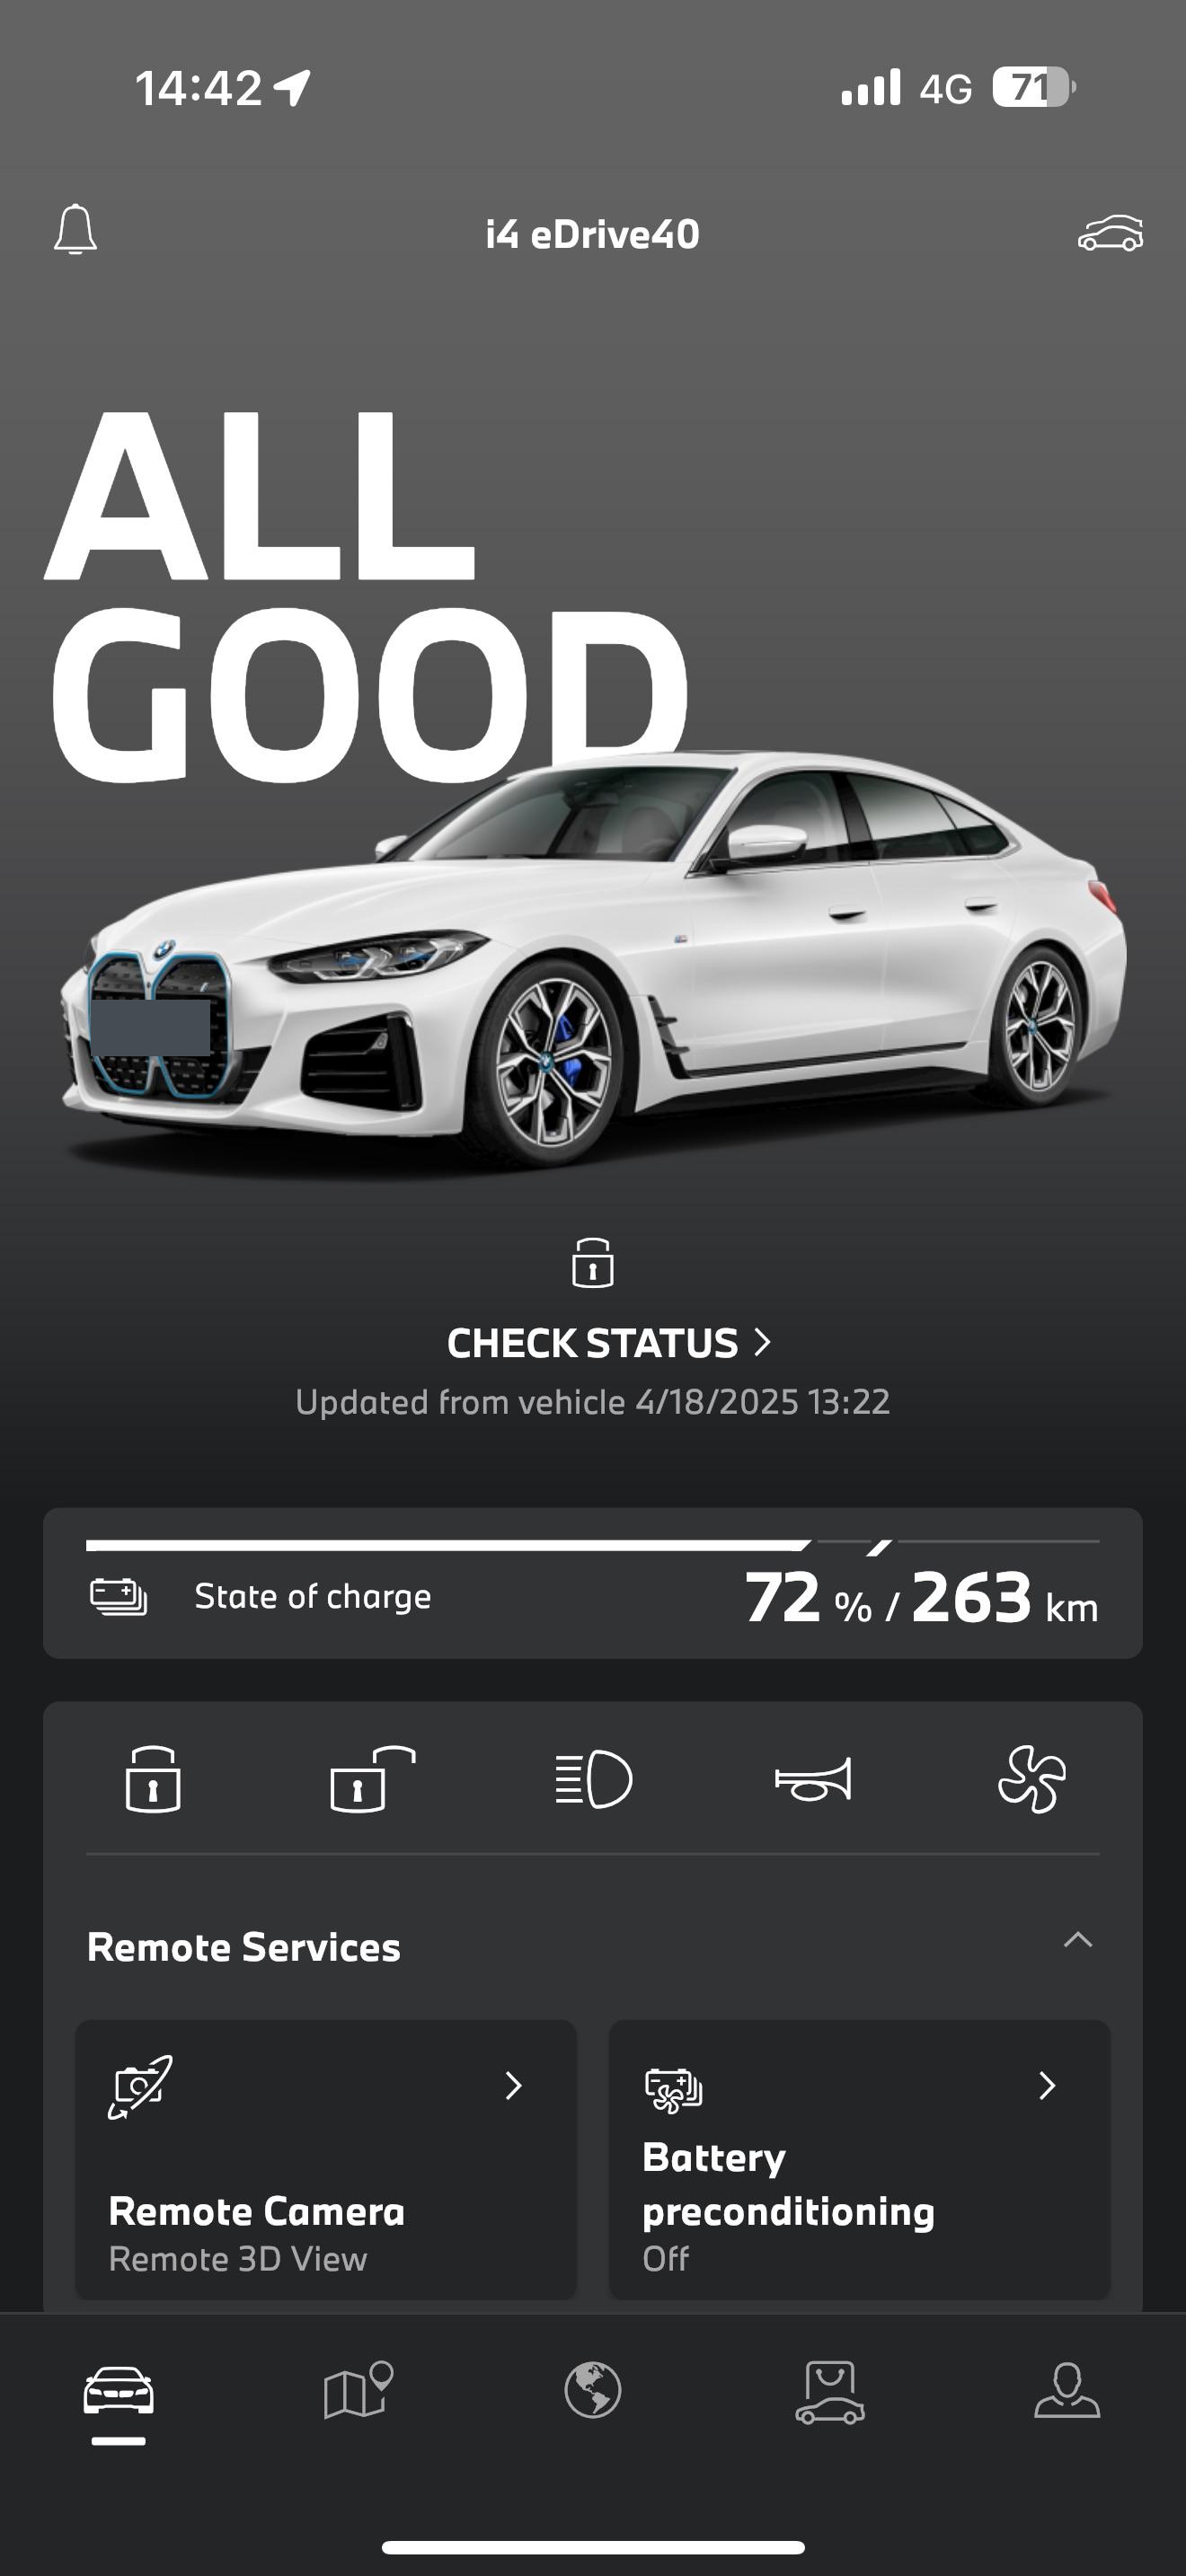 14:42 4G 71
i4 eDrive40
ALL
GOOD
CHECK STATUS
Updated from vehicle 4/18/2025 13:22
State of charge 72 % / 263 km
Remote Services
Remote Camera
Remote 3D View
Battery
preconditioning
Off